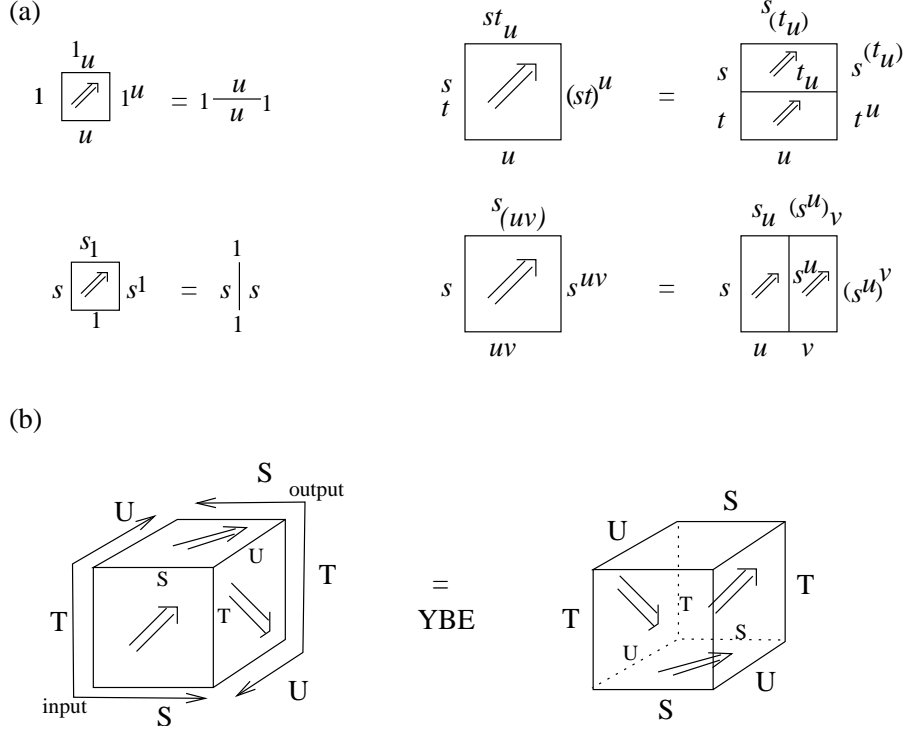 (a)
1_u
1 1^u = 1 u/u 1
u
st_u
s t (st)^u =
u
s_(t_u)
s t_u s^(t_u)
t t^u
u
s_1
s s^1 = s | s
1 1
1
s_(uv)
s s^uv =
uv
s_u (s^u)_v
s s^u (s^u)^v
u v
(b)
S
output
U
U
S
T T T
input
S
U
=
YBE
S
U
T T T
U S
U
S